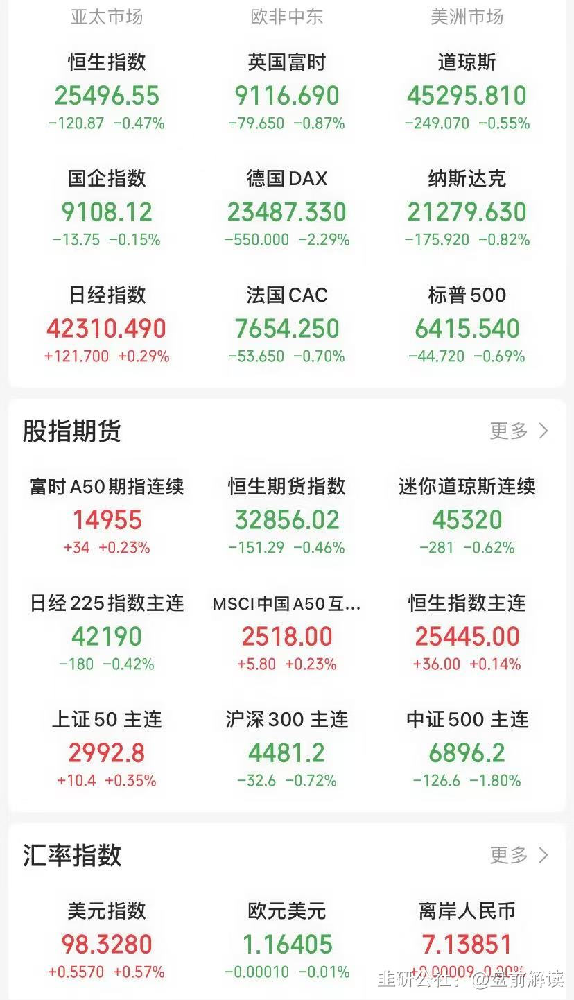 亚太市场 欧非中东 美洲市场
恒生指数 英国富时 道琼斯
25496.55 9116.690 45295.810
-120.87 -0.47% -79.650 -0.87% -249.070 -0.55%
国企指数 德国DAX 纳斯达克
9108.12 23487.330 21279.630
-13.75 -0.15% -550.000 -2.29% -175.920 -0.82%
日经指数 法国CAC 标普500
42310.490 7654.250 6415.540
+121.700 +0.29% -53.650 -0.70% -44.720 -0.69%
股指期货 更多
富时A50期指连续 恒生期货指数 迷你道琼斯连续
14955 32856.02 45320
+34 +0.23% -151.29 -0.46% -281 -0.62%
日经225指数主连 MSCI中国A50互... 恒生指数主连
42190 2518.00 25445.00
-180 -0.42% +5.80 +0.23% +36.00 +0.14%
上证50 主连 沪深300 主连 中证500 主连
2992.8 4481.2 6896.2
+10.4 +0.35% -32.6 -0.72% -126.6 -1.80%
汇率指数 更多
美元指数 欧元美元 离岸人民币
98.3280 1.16405 7.13851
+0.5570 +0.57% -0.00010 -0.01% +0.00009 0.00%
韭研公社：@盘前解读